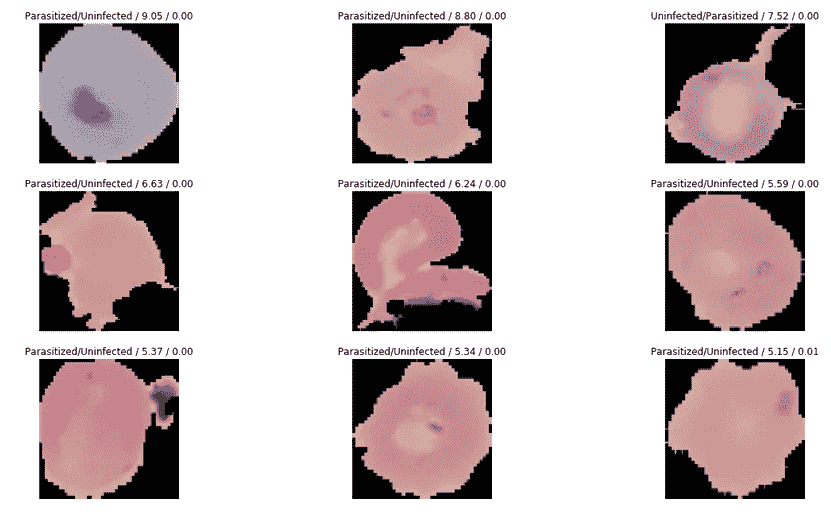 Parasitized/Uninfected / 9.05 / 0.00
Parasitized/Uninfected / 8.80 / 0.00
Uninfected/Parasitized / 7.52 / 0.00
Parasitized/Uninfected / 6.63 / 0.00
Parasitized/Uninfected / 6.24 / 0.00
Parasitized/Uninfected / 5.59 / 0.00
Parasitized/Uninfected / 5.37 / 0.00
Parasitized/Uninfected / 5.34 / 0.00
Parasitized/Uninfected / 5.15 / 0.01